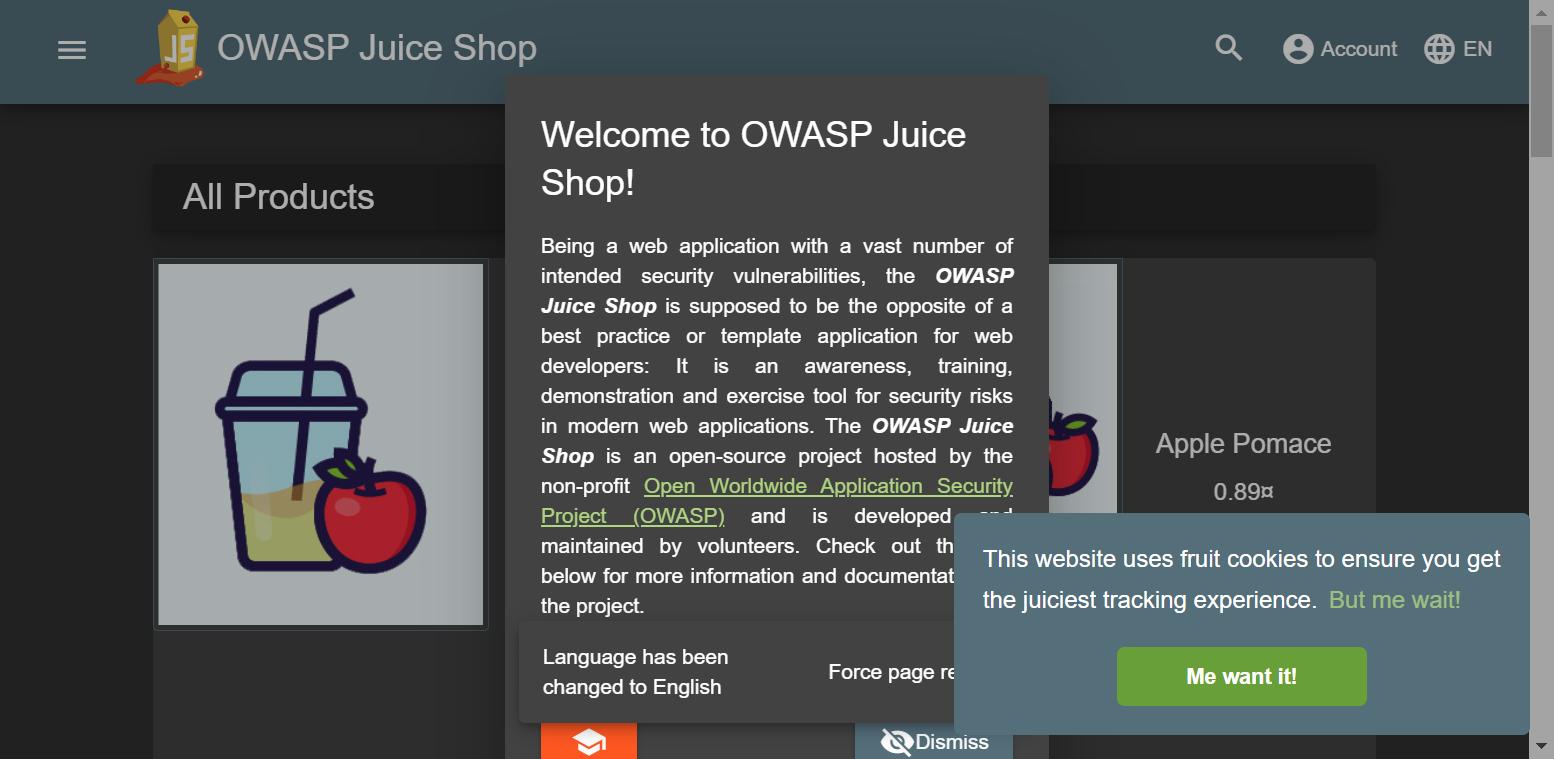 OWASP Juice Shop
Account
EN
All Products
Welcome to OWASP Juice
Shop!
Being a web application with a vast number of
intended security vulnerabilities, the OWASP
Juice Shop is supposed to be the opposite of a
best practice or template application for web
developers: It is an awareness, training,
demonstration and exercise tool for security risks
in modern web applications. The OWASP Juice
Shop is an open-source project hosted by the
non-profit Open Worldwide Application Security
Project (OWASP) and is developed and
maintained by volunteers. Check out th
below for more information and documentat
the project.
Language has been
changed to English
Force page re
Dismiss
Apple Pomace
0.89¤
This website uses fruit cookies to ensure you get
the juiciest tracking experience. But me wait!
Me want it!
JS